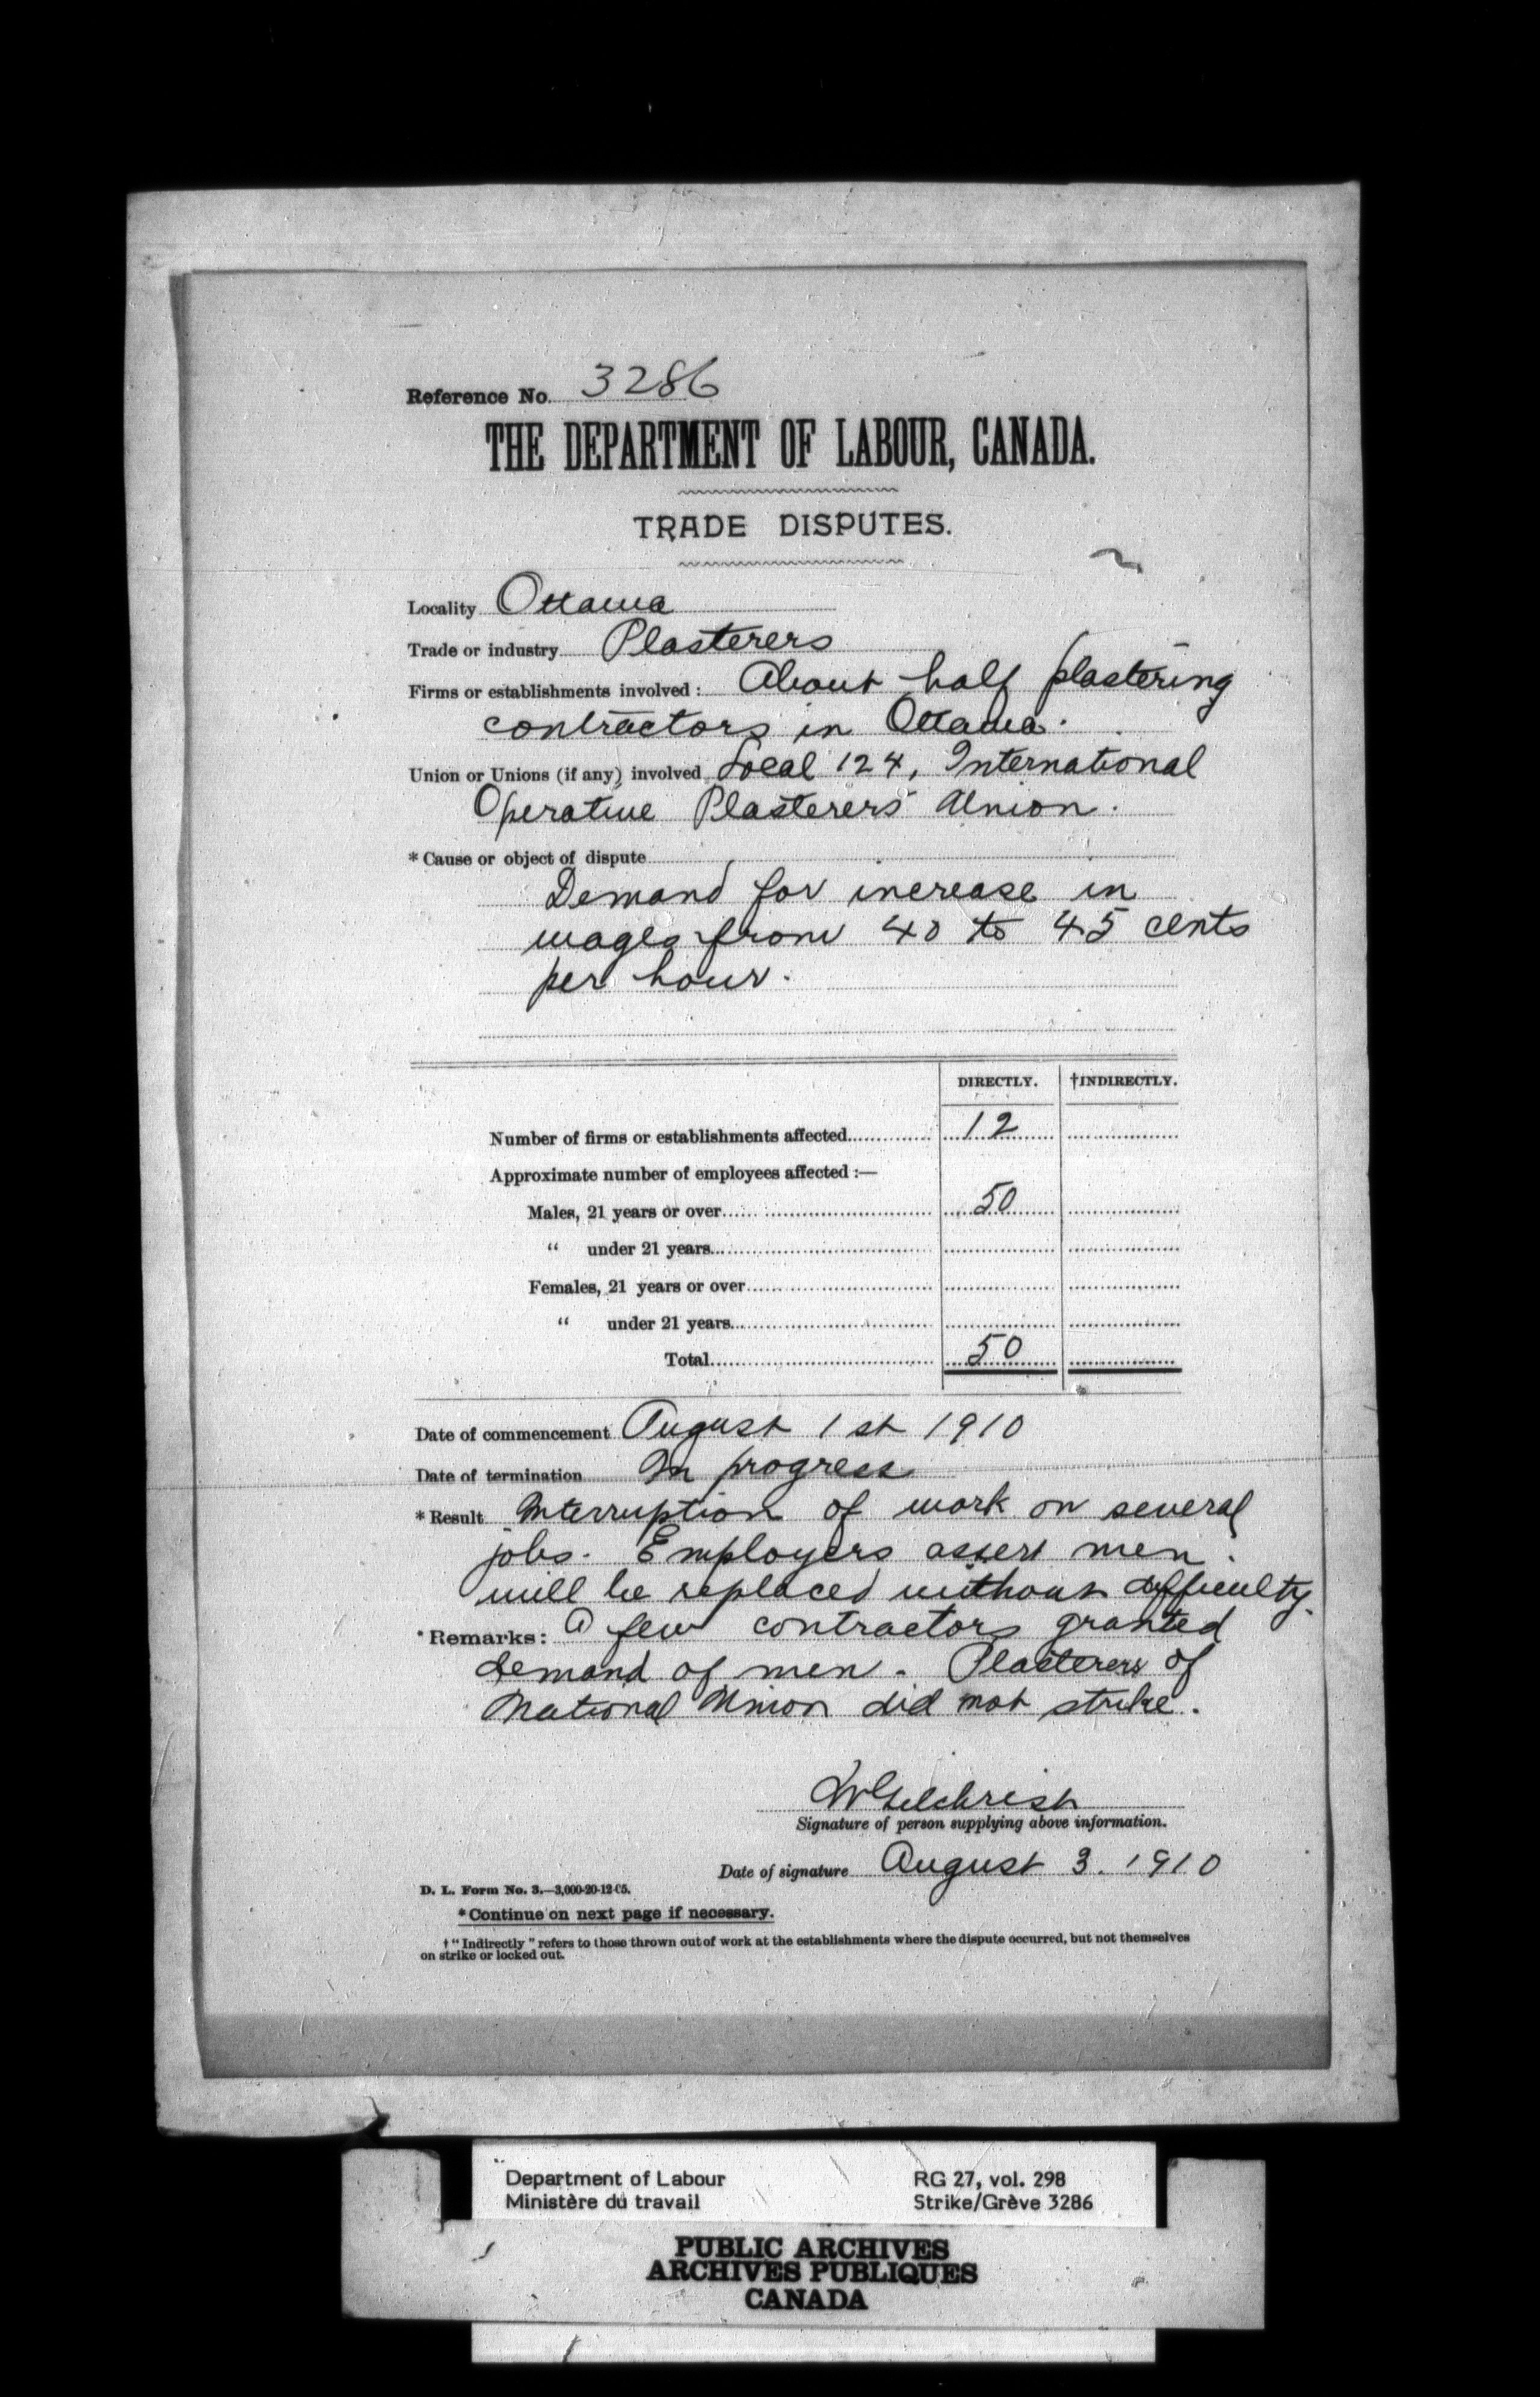 Reference No. 3286
THE DEPARTMENT OF LABOUR, CANADA.
TRADE DISPUTES.
Locality Ottawa
Trade or industry Plasterers
Firms or establishments involved : About half plastering
contractors in Ottawa.
Union or Unions (if any) involved Local 124, International
Operative Plasterers' Union.
* Cause or object of dispute
Demand for increase in
wages from 40 to 45 cents
per hour.
DIRECTLY. †INDIRECTLY.
Number of firms or establishments affected 12
Approximate number of employees affected :—
Males, 21 years or over 50
“ under 21 years
Females, 21 years or over
“ under 21 years
Total 50
Date of commencement August 1st 1910
Date of termination In progress
* Result Interruption of work on several
jobs. Employers assert men
will be replaced without difficulty.
* Remarks : A few contractors granted
demand of men. Plasterers of
National Union did not strike.
W Gilchrist
Signature of person supplying above information.
Date of signature August 3. 1910
D. L. Form No. 3.—3,000-20-12-05.
* Continue on next page if necessary.
† “ Indirectly ” refers to those thrown out of work at the establishments where the dispute occurred, but not themselves
on strike or locked out.
Department of Labour RG 27, vol. 298
Ministère du travail Strike/Grève 3286
PUBLIC ARCHIVES
ARCHIVES PUBLIQUES
CANADA